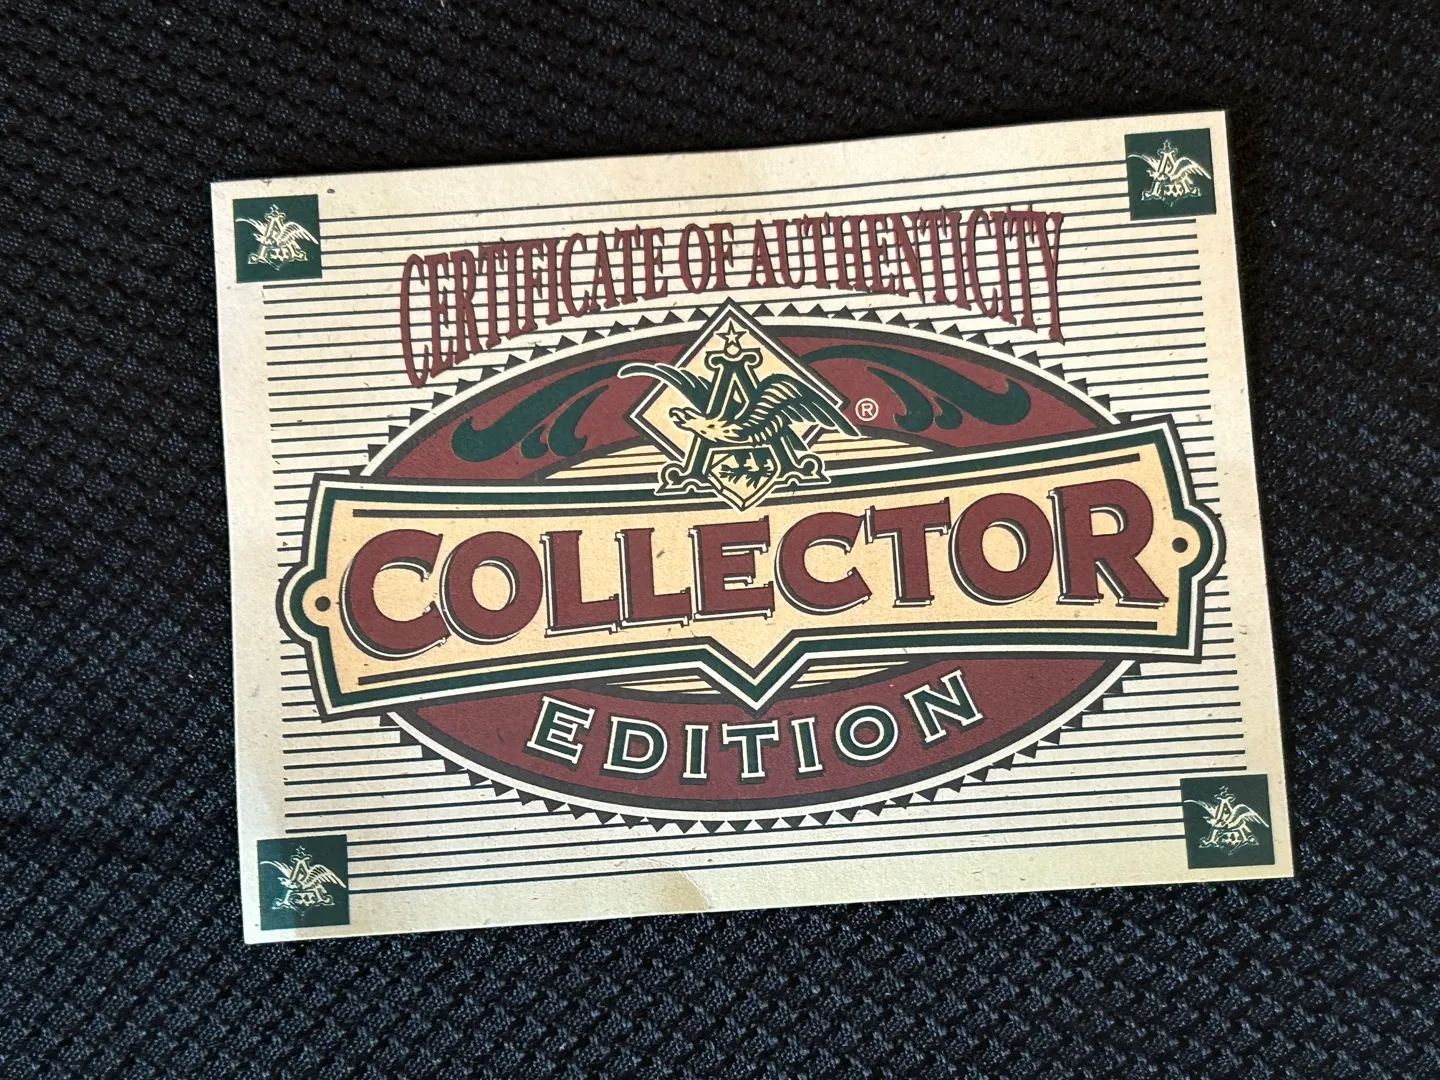 CERTIFICATE OF AUTHENTICITY
A
®
COLLECTOR
EDITION